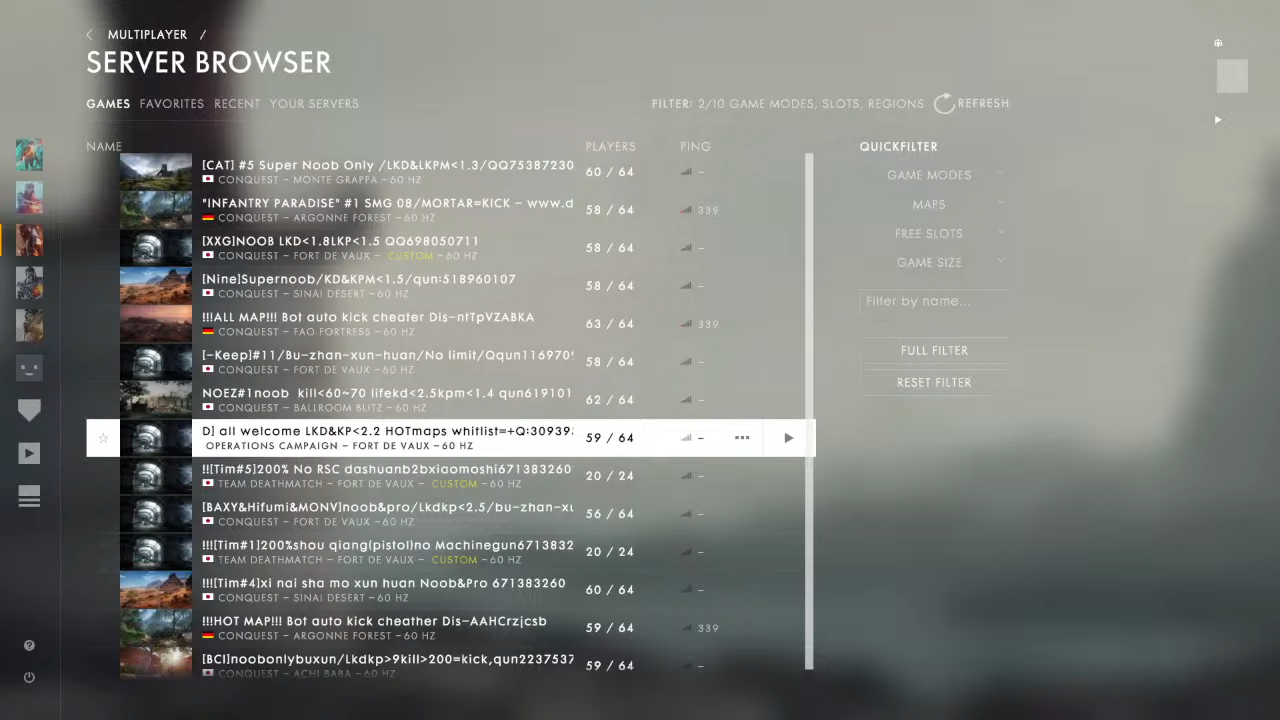 MULTIPLAYER /
SERVER BROWSER
GAMES FAVORITES RECENT YOUR SERVERS
FILTER: 2/10 GAME MODES, SLOTS, REGIONS REFRESH
NAME PLAYERS PING
[CAT] #5 Super Noob Only /LKD&LKPM<1.3/QQ75387230
CONQUEST – MONTE GRAPPA – 60 HZ
60 / 64 –
"INFANTRY PARADISE" #1 SMG 08/MORTAR=KICK – www.d
CONQUEST – ARGONNE FOREST – 60 HZ
58 / 64 339
[XXG]NOOB LKD<1.8LKP<1.5 QQ698050711
CONQUEST – FORT DE VAUX – CUSTOM – 60 HZ
58 / 64 –
[Nine]Supernoob/KD&KPM<1.5/qun:518960107
CONQUEST – SINAI DESERT – 60 HZ
58 / 64 –
!!!ALL MAP!!! Bot auto kick cheater Dis-ntTpVZABKA
CONQUEST – FAO FORTRESS – 60 HZ
63 / 64 339
[-Keep]#11/Bu-zhan-xun-huan/No limit/Qqun1169709
CONQUEST – FORT DE VAUX – 60 HZ
58 / 64 –
NOEZ#1noob kill<60~70 lifekd<2.5kpm<1.4 qun619101
CONQUEST – BALLROOM BLITZ – 60 HZ
62 / 64 –
D] all welcome LKD&KP<2.2 HOTmaps whitlist=+Q:30939
OPERATIONS CAMPAIGN – FORT DE VAUX – 60 HZ
59 / 64 –
!![Tim#5]200% No RSC dashuanb2bxiaomoshi671383260
TEAM DEATHMATCH – FORT DE VAUX – CUSTOM – 60 HZ
20 / 24 –
[BAXY&Hifumi&MONV]noob&pro/Lkdkp<2.5/bu-zhan-xu
CONQUEST – FORT DE VAUX – 60 HZ
56 / 64 –
!!![Tim#1]200%shou qiang(pistol)no Machinegun6713832
TEAM DEATHMATCH – FORT DE VAUX – CUSTOM – 60 HZ
20 / 24 –
!!![Tim#4]xi nai sha mo xun huan Noob&Pro 671383260
CONQUEST – SINAI DESERT – 60 HZ
60 / 64 –
!!!HOT MAP!!! Bot auto kick cheather Dis-AAHCrzjcsb
CONQUEST – ARGONNE FOREST – 60 HZ
59 / 64 339
[BCI]noobonlybuxun/Lkdkp>9kill>200=kick,qun2237537
CONQUEST – ACHI BABA – 60 HZ
59 / 64 –
QUICKFILTER
GAME MODES
MAPS
FREE SLOTS
GAME SIZE
Filter by name...
FULL FILTER
RESET FILTER